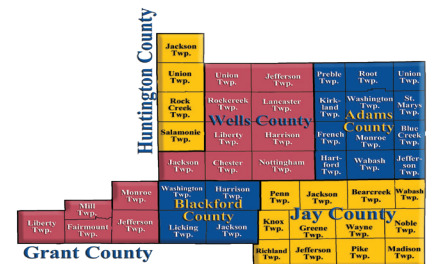 Huntington County
Jackson
Twp.
Union
Twp.
Rock
Creek
Twp.
Salamonie
Twp.
Union
Twp.
Jefferson
Twp.
Rockcreek
Twp.
Lancaster
Twp.
Wells County
Liberty
Twp.
Harrison
Twp.
Jackson
Twp.
Chester
Twp.
Nottingham
Twp.
Preble
Twp.
Root
Twp.
Union
Twp.
Kirk-
land
Twp.
Washington
Twp.
St.
Marys
Twp.
Adams
County
French
Twp.
Monroe
Twp.
Blue
Creek
Twp.
Hart-
ford
Twp.
Wabash
Twp.
Jeffer-
son
Twp.
Monroe
Twp.
Mill
Twp.
Liberty
Twp.
Fairmount
Twp.
Jefferson
Twp.
Grant County
Washington
Twp.
Harrison
Twp.
Blackford
County
Licking
Twp.
Jackson
Twp.
Penn
Twp.
Jackson
Twp.
Bearcreek
Twp.
Wabash
Twp.
Jay County
Knox
Twp.
Greene
Twp.
Wayne
Twp.
Noble
Twp.
Richland
Twp.
Jefferson
Twp.
Pike
Twp.
Madison
Twp.